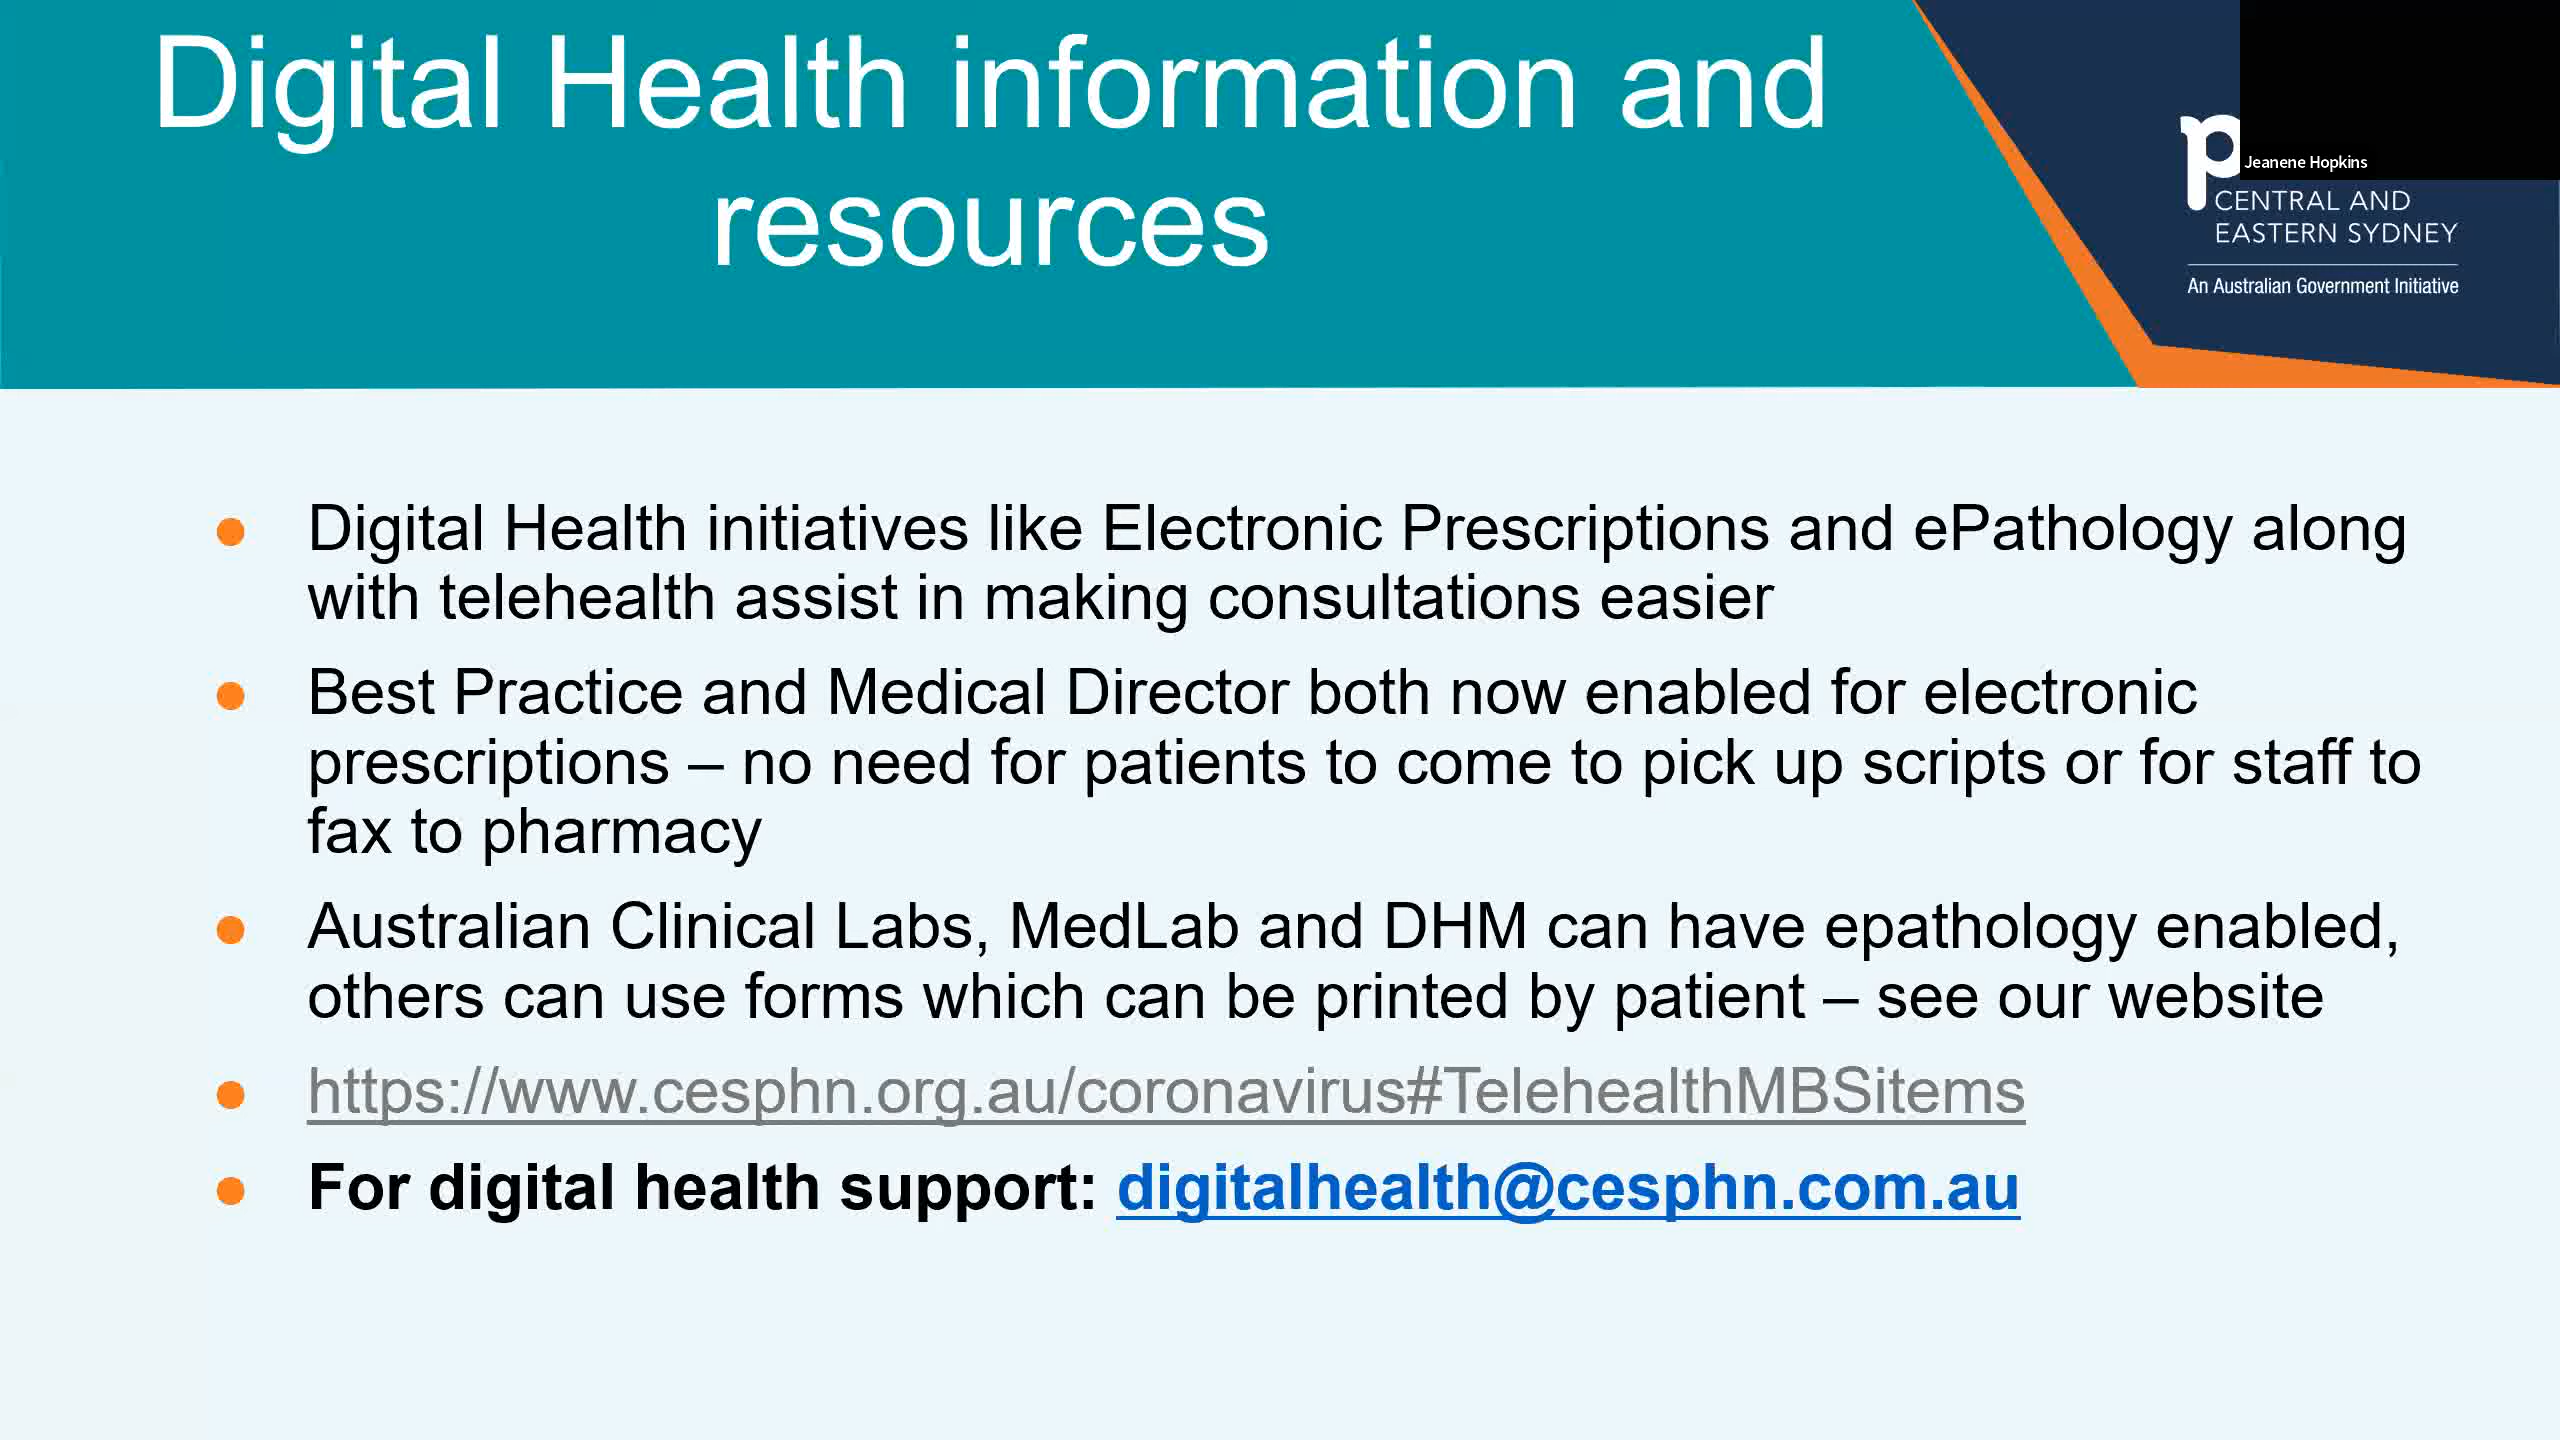 Digital Health information and
resources
Jeanene Hopkins
CENTRAL AND
EASTERN SYDNEY
An Australian Government Initiative
● Digital Health initiatives like Electronic Prescriptions and ePathology along
with telehealth assist in making consultations easier
● Best Practice and Medical Director both now enabled for electronic
prescriptions – no need for patients to come to pick up scripts or for staff to
fax to pharmacy
● Australian Clinical Labs, MedLab and DHM can have epathology enabled,
others can use forms which can be printed by patient – see our website
● https://www.cesphn.org.au/coronavirus#TelehealthMBSitems
● For digital health support: digitalhealth@cesphn.com.au